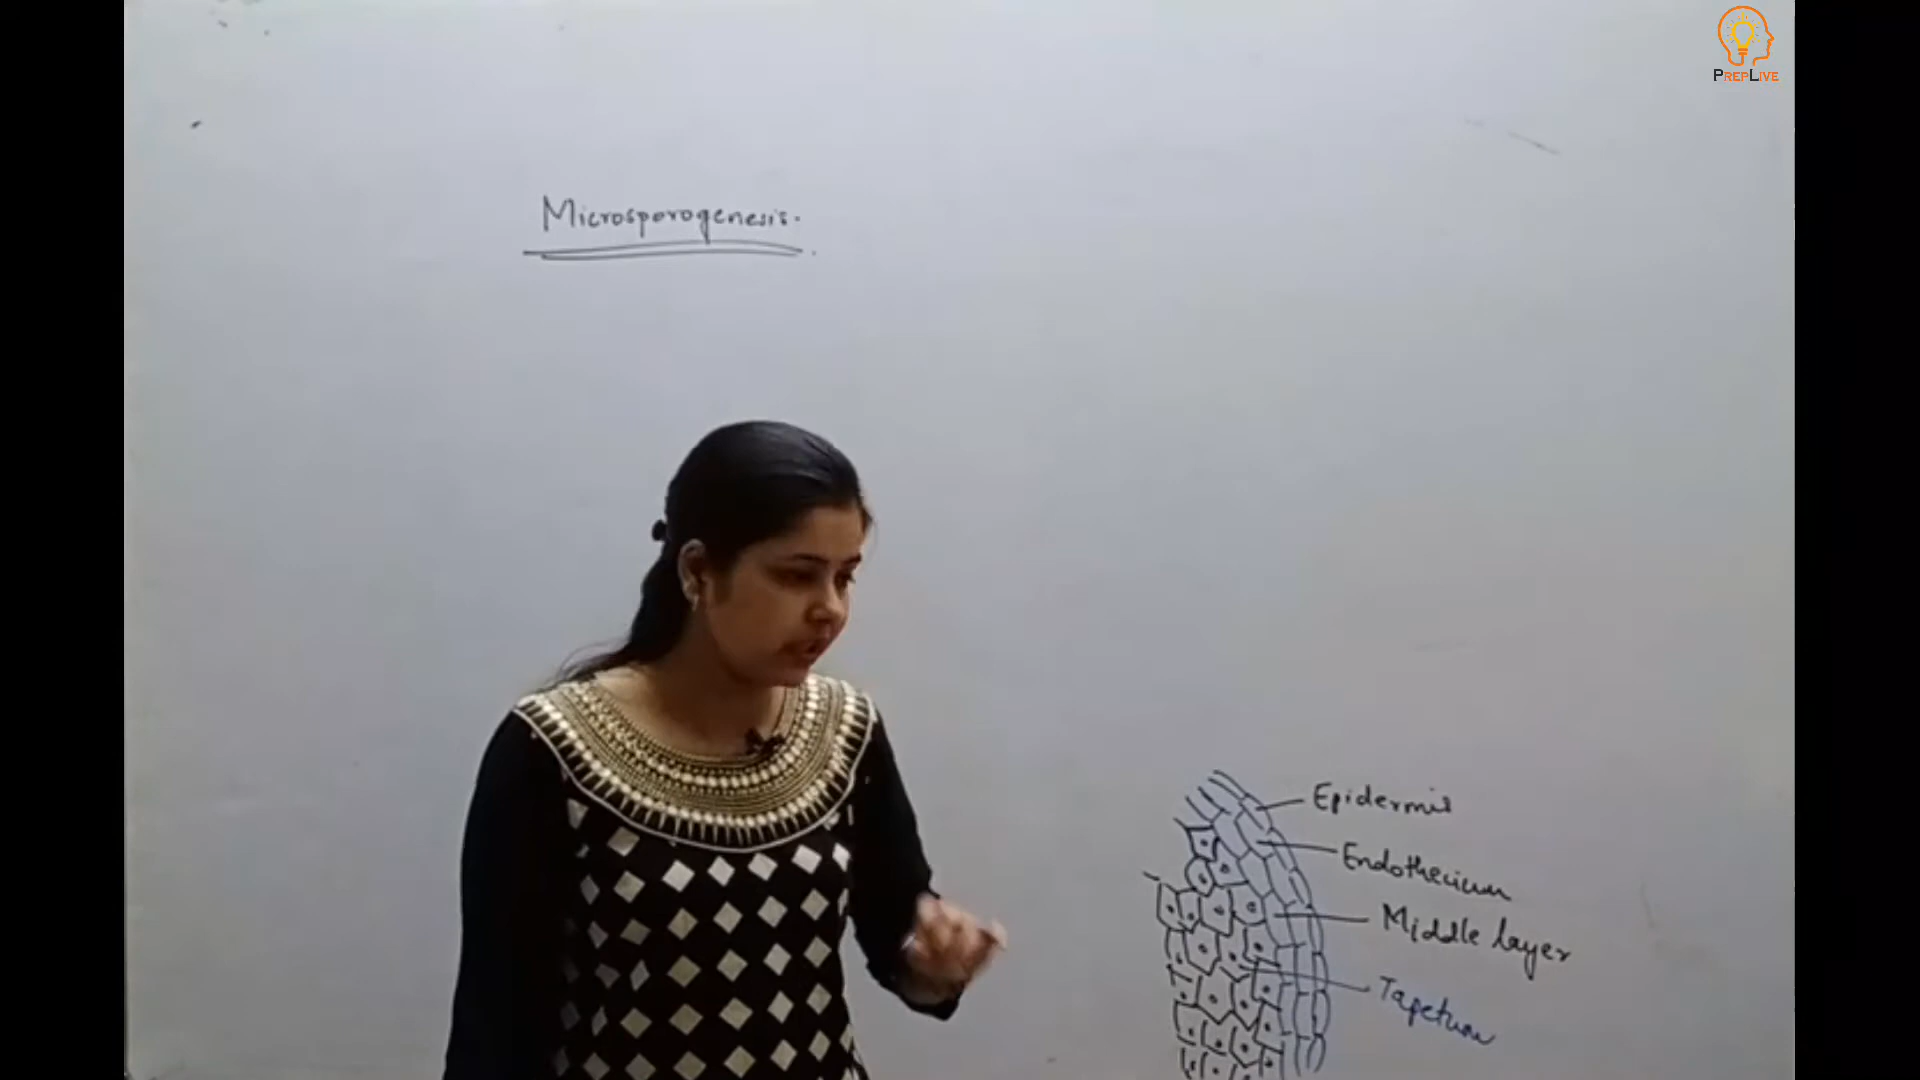 PREPLIVE
Microsporogenesis.
Epidermis
Endothecium
Middle layer
Tapetum